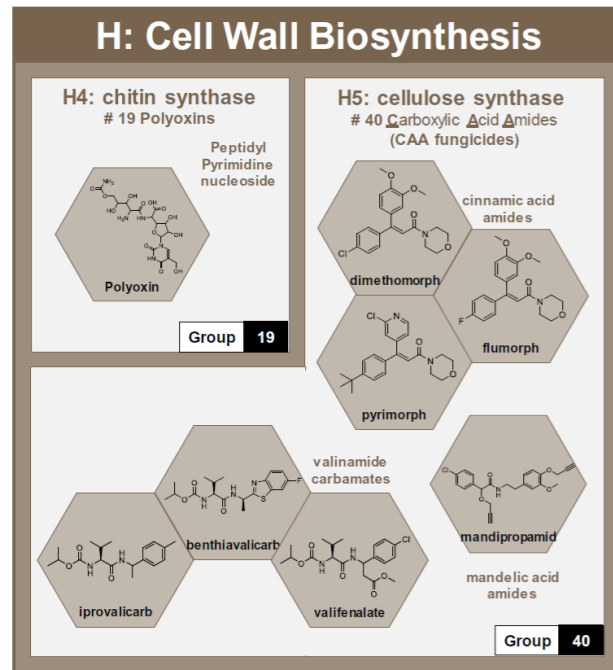 H: Cell Wall Biosynthesis
H4: chitin synthase
# 19 Polyoxins
Peptidyl
Pyrimidine
nucleoside
Polyoxin
Group 19
H5: cellulose synthase
# 40 Carboxylic Acid Amides
(CAA fungicides)
cinnamic acid
amides
dimethomorph
flumorph
pyrimorph
valinamide
carbamates
benthiavalicarb
iprovalicarb
valifenalate
mandipropamid
mandelic acid
amides
Group 40